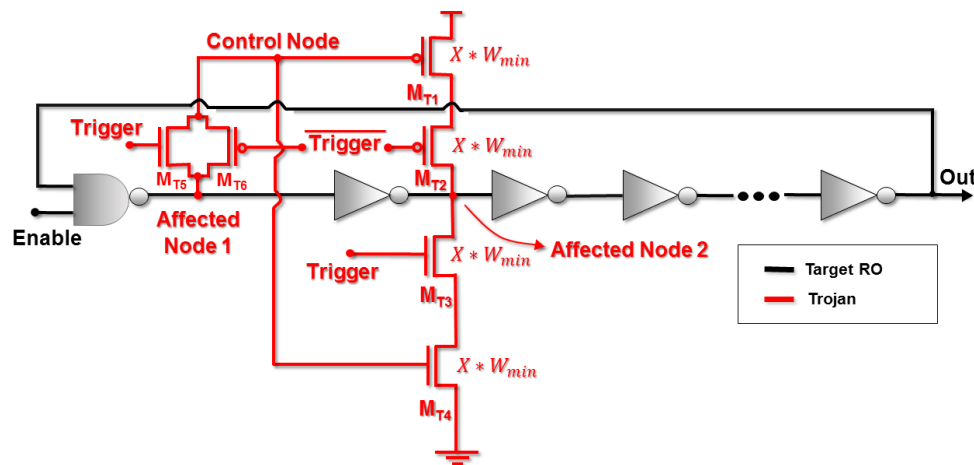 Control Node
X * W_min
M_T1
Trigger
Trigger
X * W_min
M_T5
M_T6
M_T2
Out
Enable
Affected
Node 1
Affected Node 2
Trigger
X * W_min
M_T3
Target RO
Trojan
X * W_min
M_T4